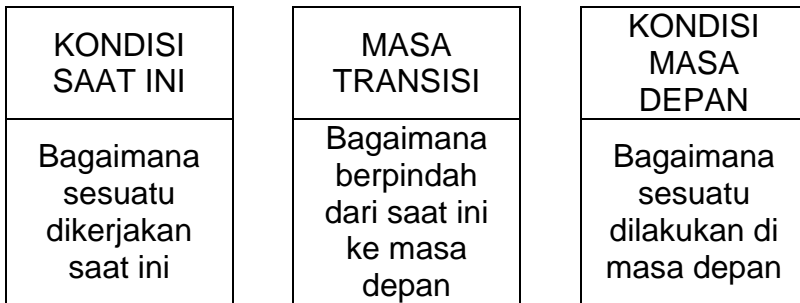 KONDISI
SAAT INI
Bagaimana
sesuatu
dikerjakan
saat ini
MASA
TRANSISI
Bagaimana
berpindah
dari saat ini
ke masa
depan
KONDISI
MASA
DEPAN
Bagaimana
sesuatu
dilakukan di
masa depan